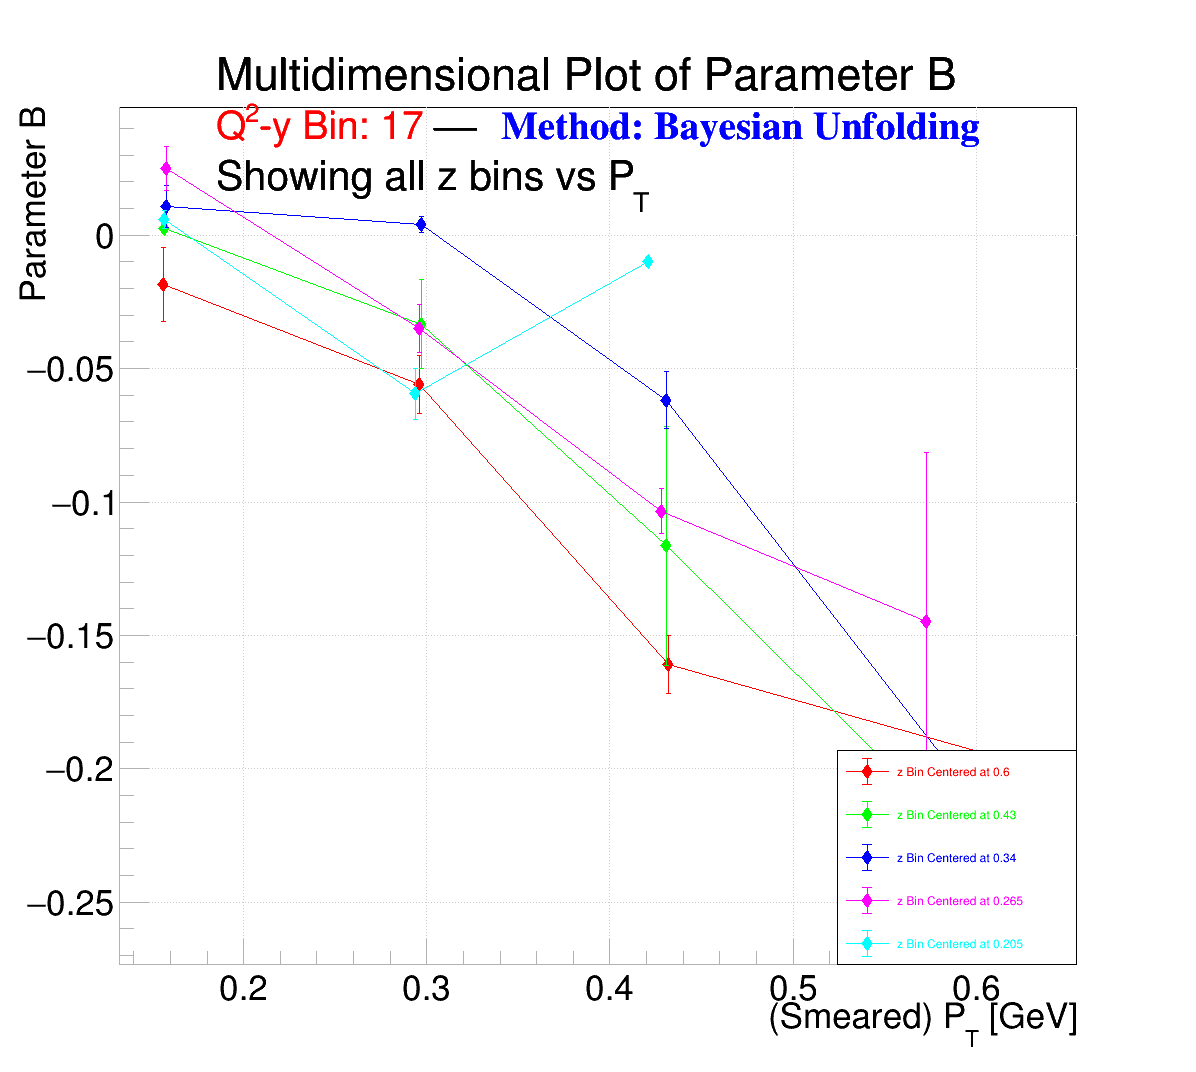 Multidimensional Plot of Parameter B
Q²-y Bin: 17 — Method: Bayesian Unfolding
Showing all z bins vs P_T
Parameter B
0
−0.05
−0.1
−0.15
−0.2
−0.25
z Bin Centered at 0.6
z Bin Centered at 0.43
z Bin Centered at 0.34
z Bin Centered at 0.265
z Bin Centered at 0.205
0.2 0.3 0.4 0.5 0.6
(Smeared) P_T [GeV]